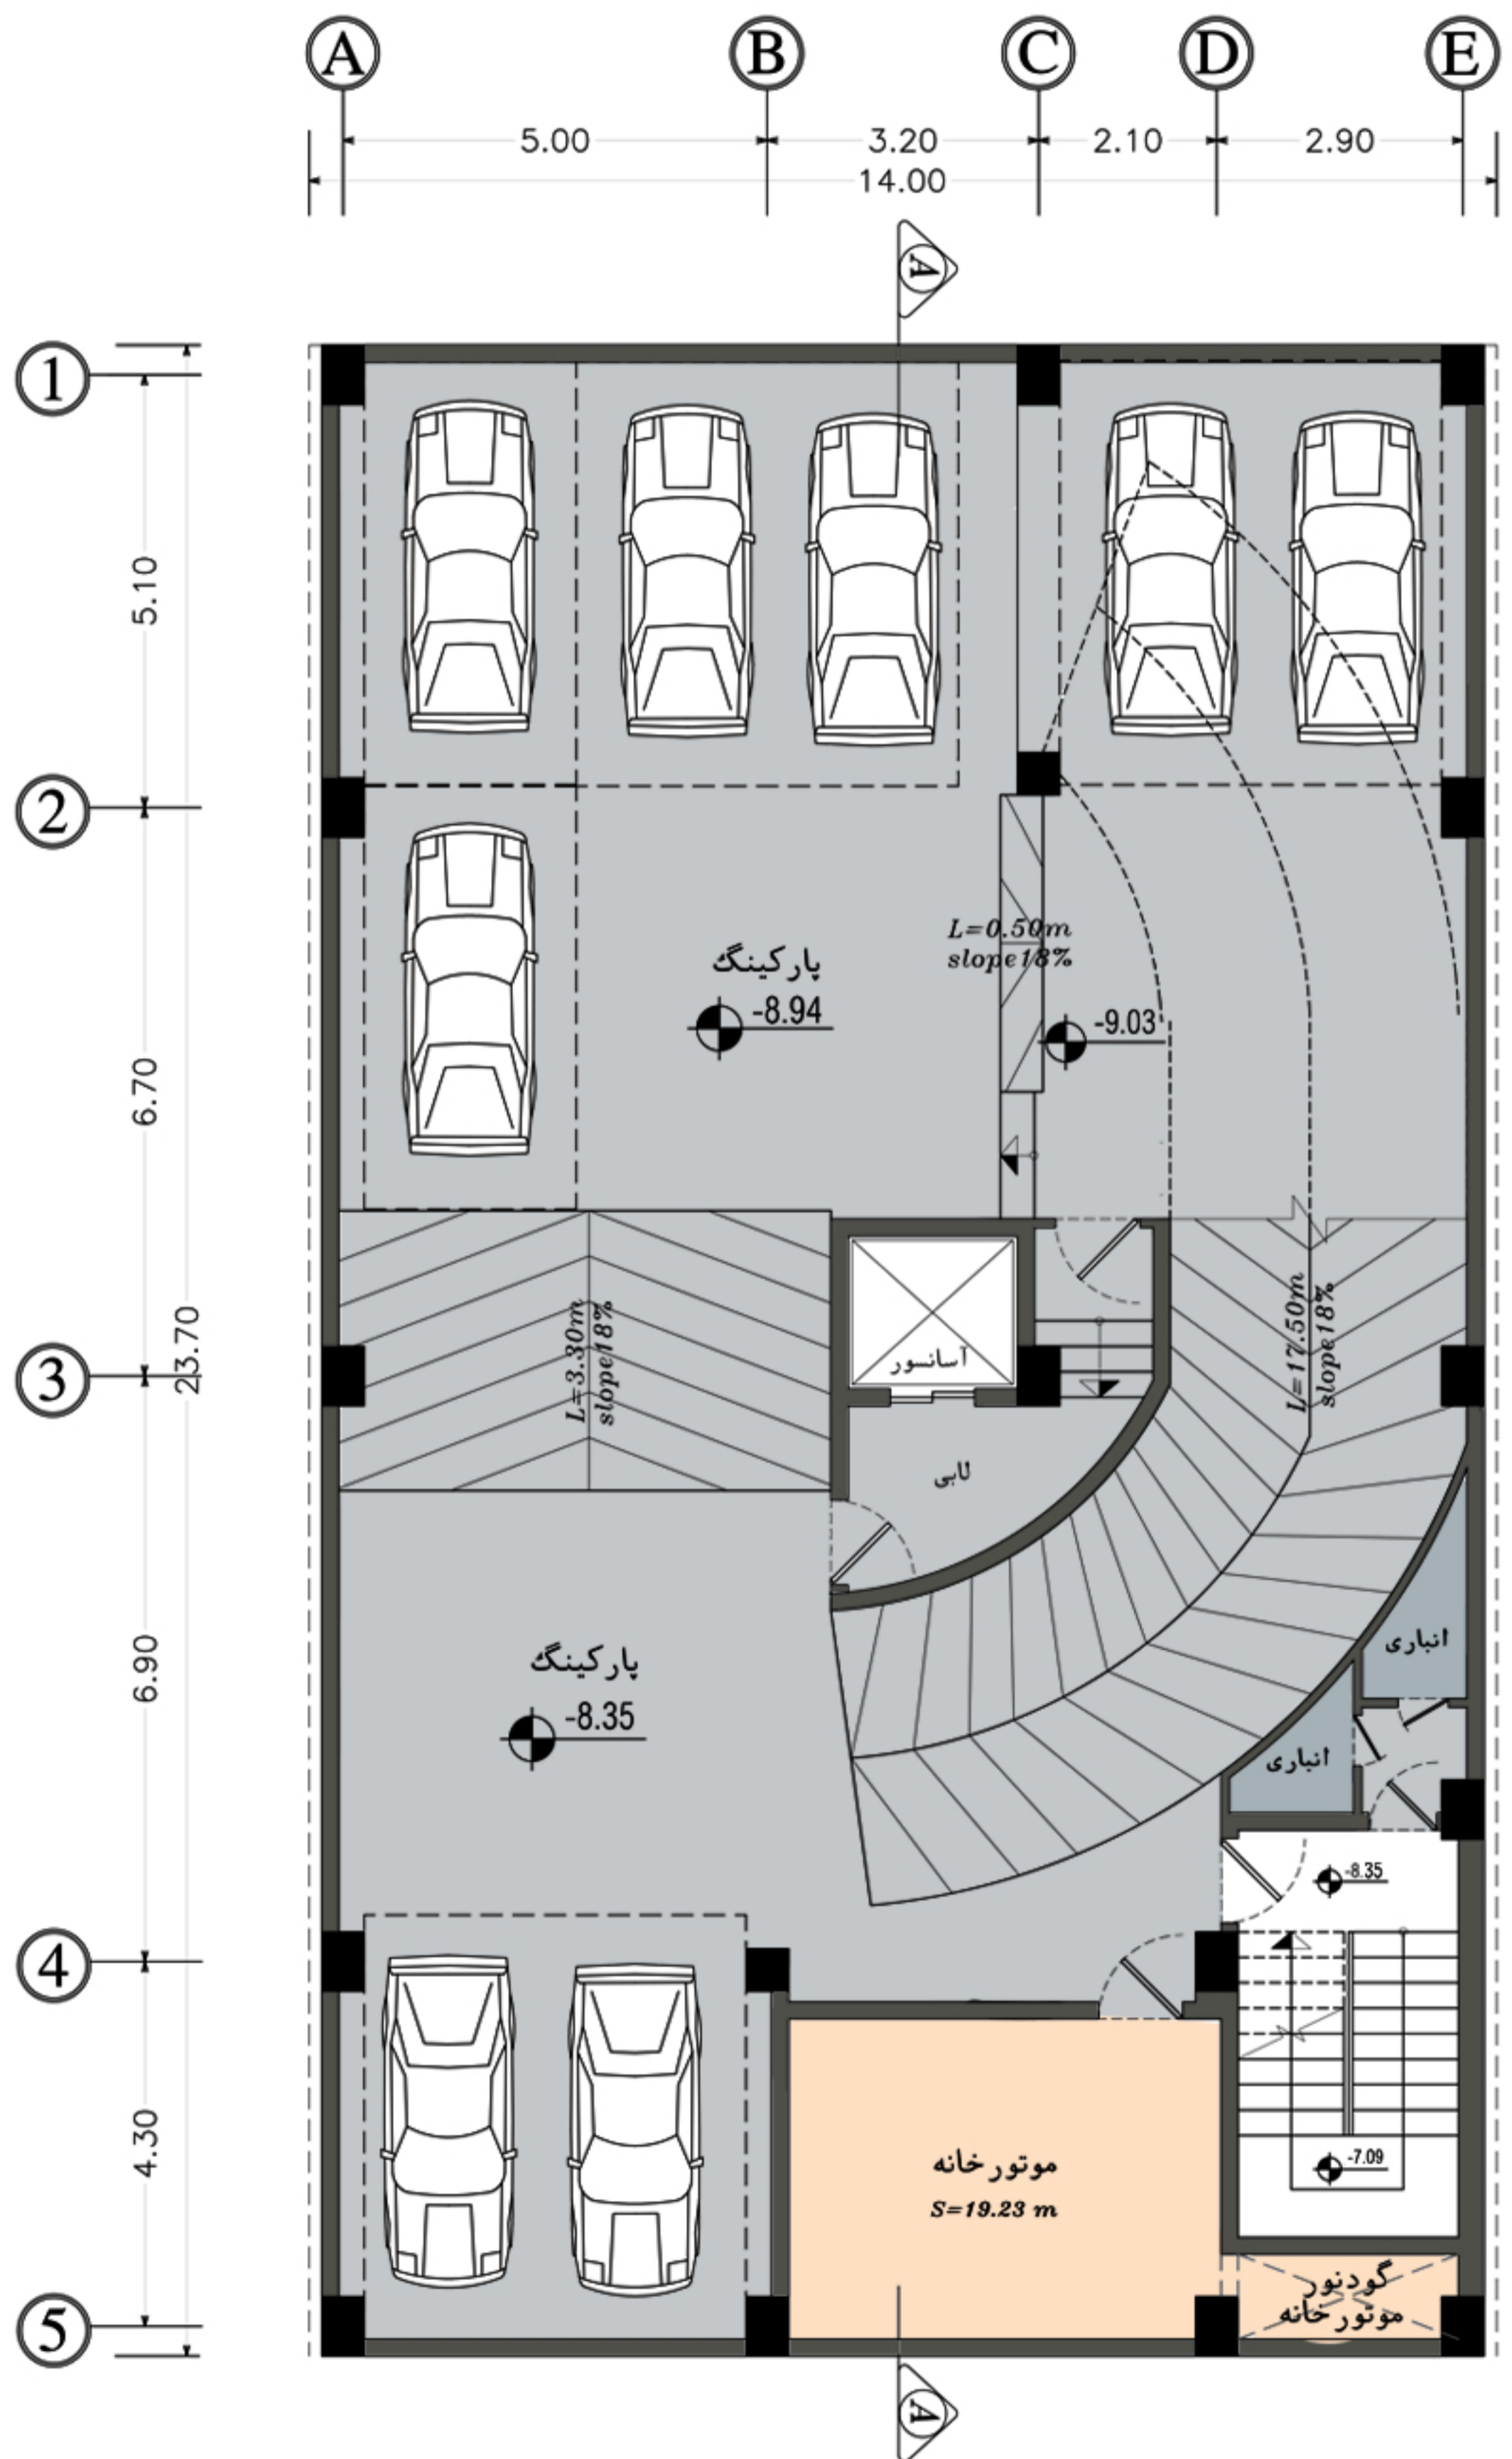 A B C D E
5.00 3.20 2.10 2.90
14.00
A
1
5.10
2
پارکینگ
-8.94
L=0.50m
slope18%
-9.03
6.70
23.70
3
L=3.30m
slope18%
آسانسور
L=17.50m
slope18%
لابی
6.90
پارکینگ
-8.35
انباری
انباری
-8.35
4
4.30
موتورخانه
S=19.23 m
-7.09
گودنور
موتورخانه
5
A